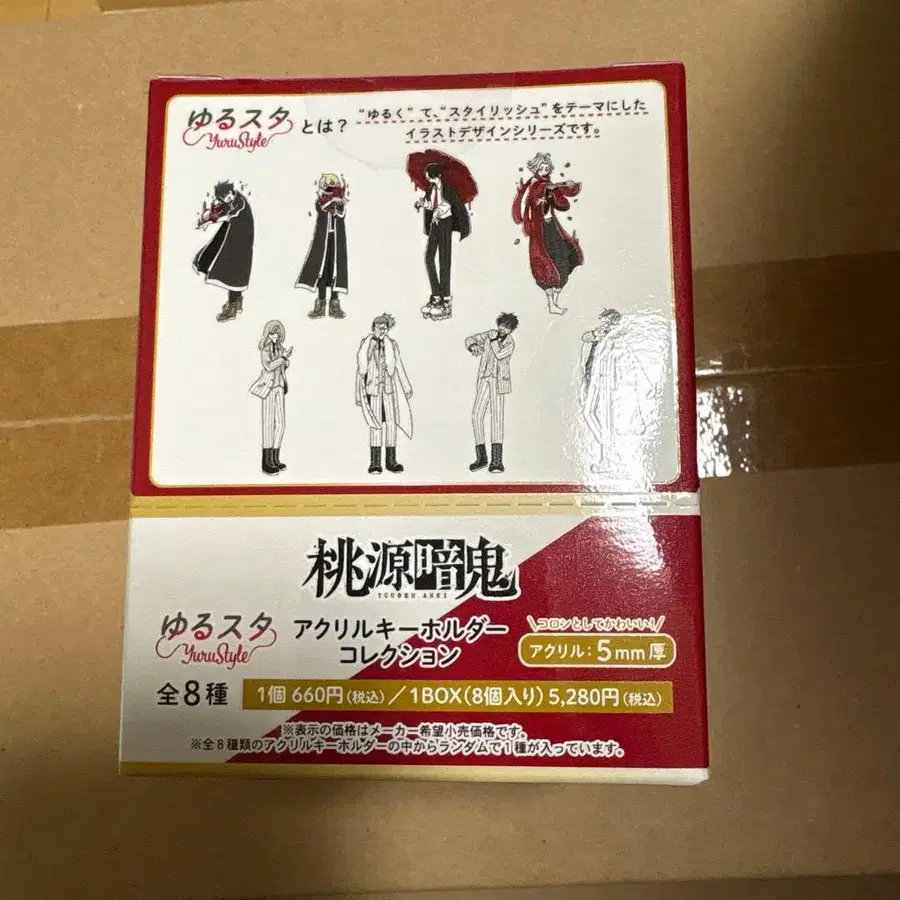 ゆるスタ
YuruStyle
とは?
“ゆるく”て、“スタイリッシュ”をテーマにした
イラストデザインシリーズです。
桃源暗鬼
TOUGEN ANKI
ゆるスタ
YuruStyle
アクリルキーホルダー
コレクション
\コロンとしてかわいい!/
アクリル:5mm厚
全8種
1個 660円(税込)/1BOX(8個入り)5,280円(税込)
※表示の価格はメーカー希望小売価格です。
※全8種類のアクリルキーホルダーの中からランダムで1種が入っています。